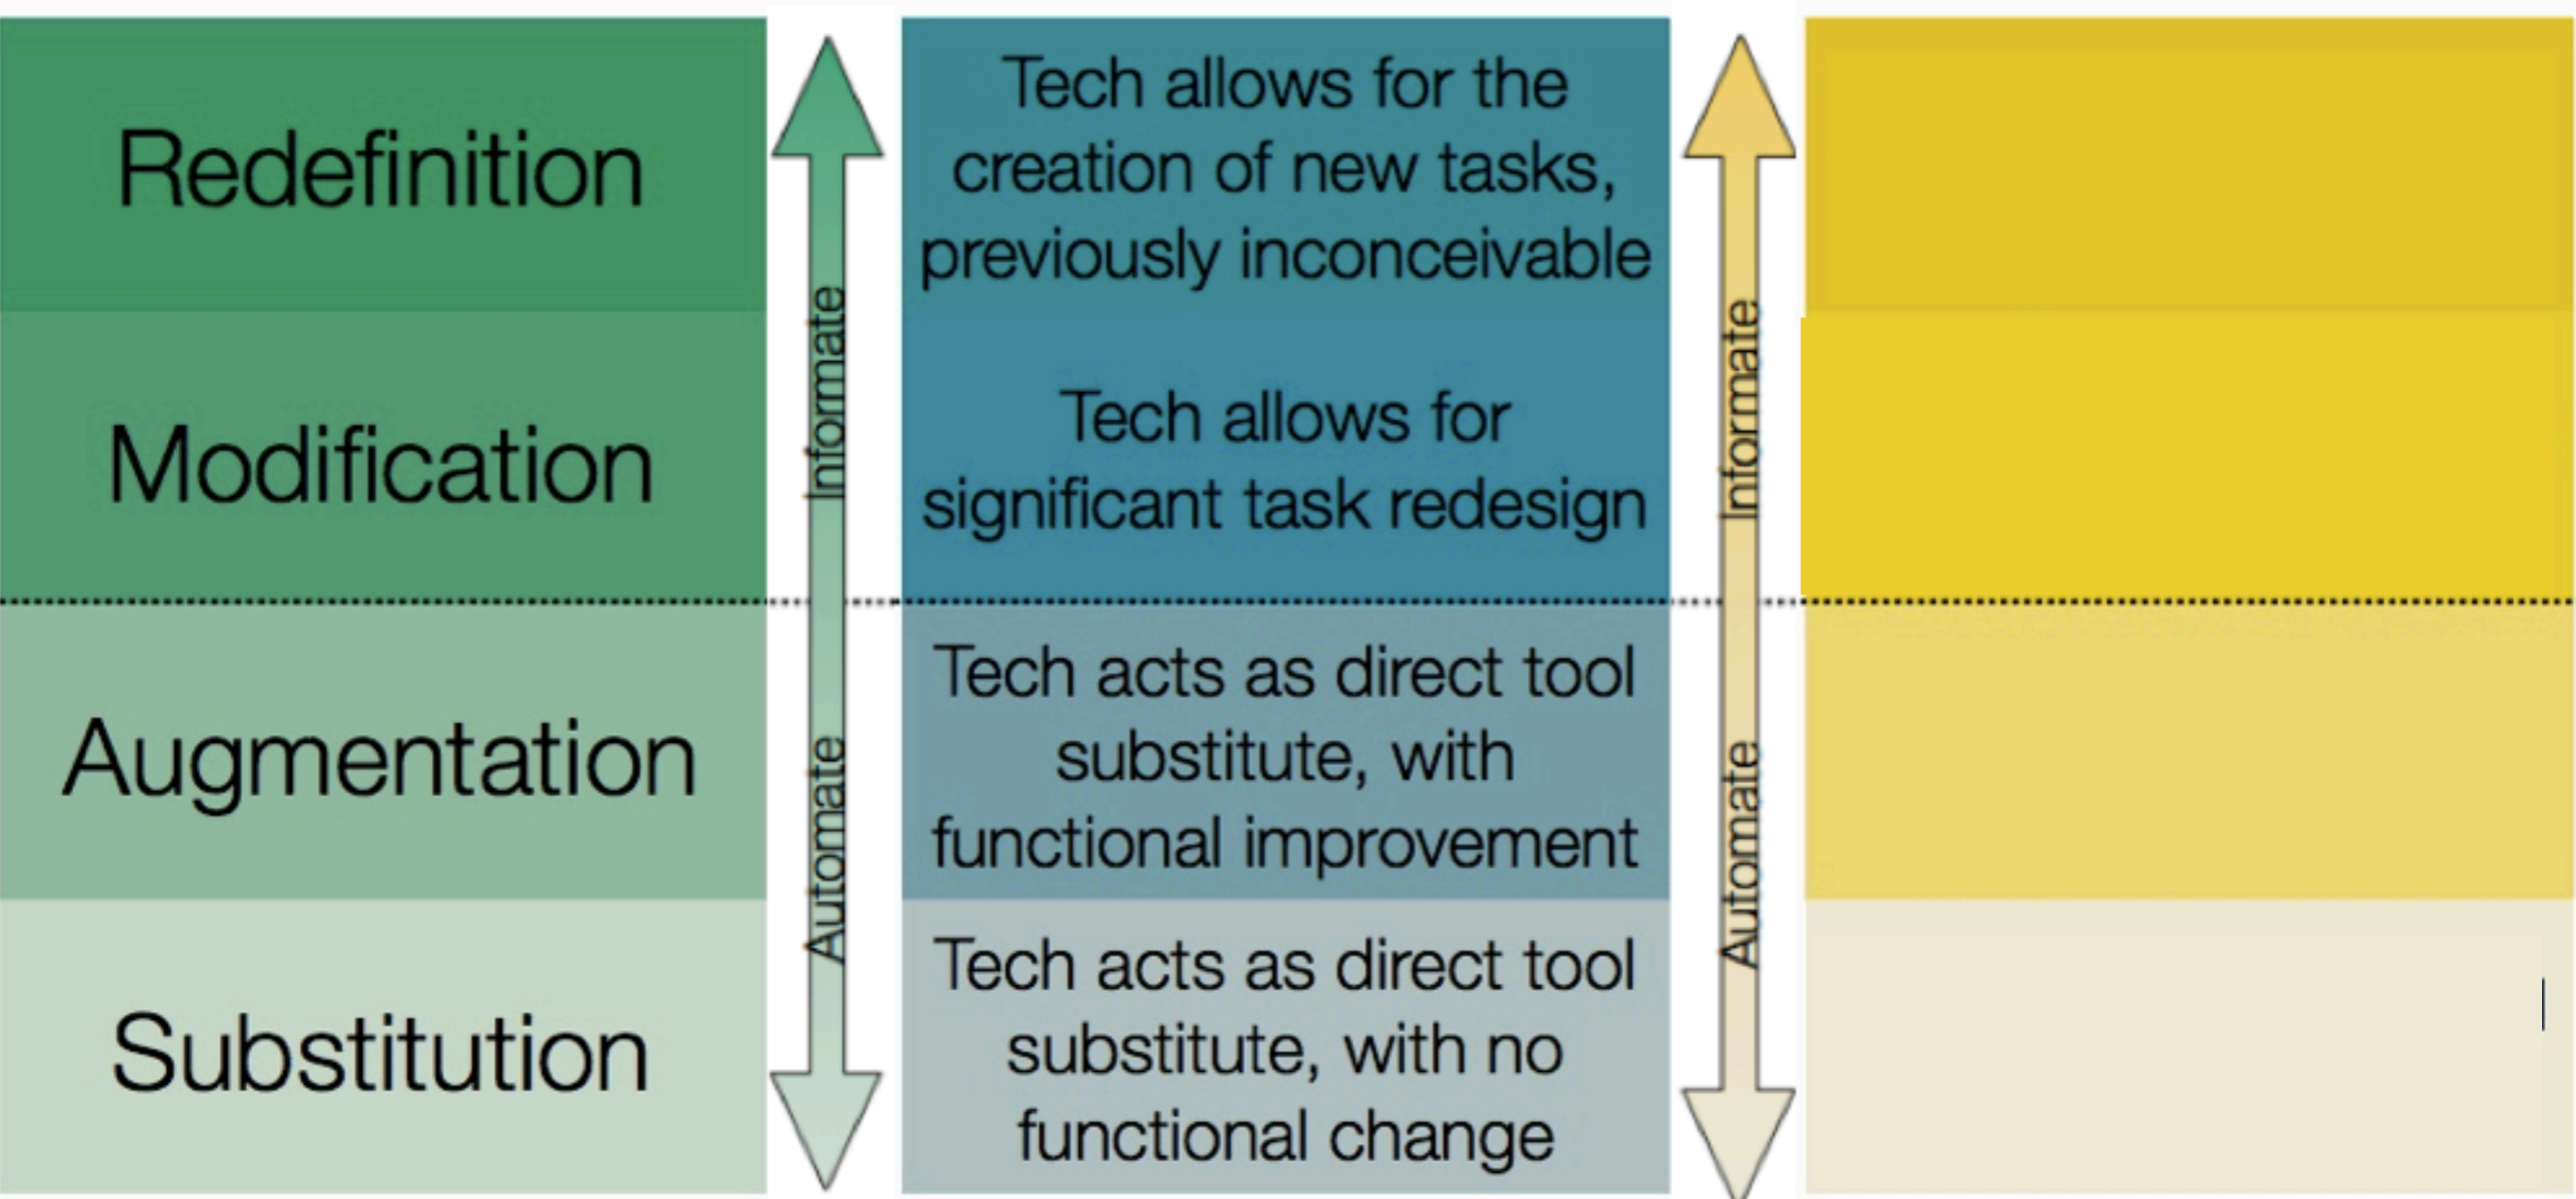 Redefinition
Modification
Augmentation
Substitution
Informate
Automate
Tech allows for the
creation of new tasks,
previously inconceivable
Tech allows for
significant task redesign
Tech acts as direct tool
substitute, with
functional improvement
Tech acts as direct tool
substitute, with no
functional change
Informate
Automate